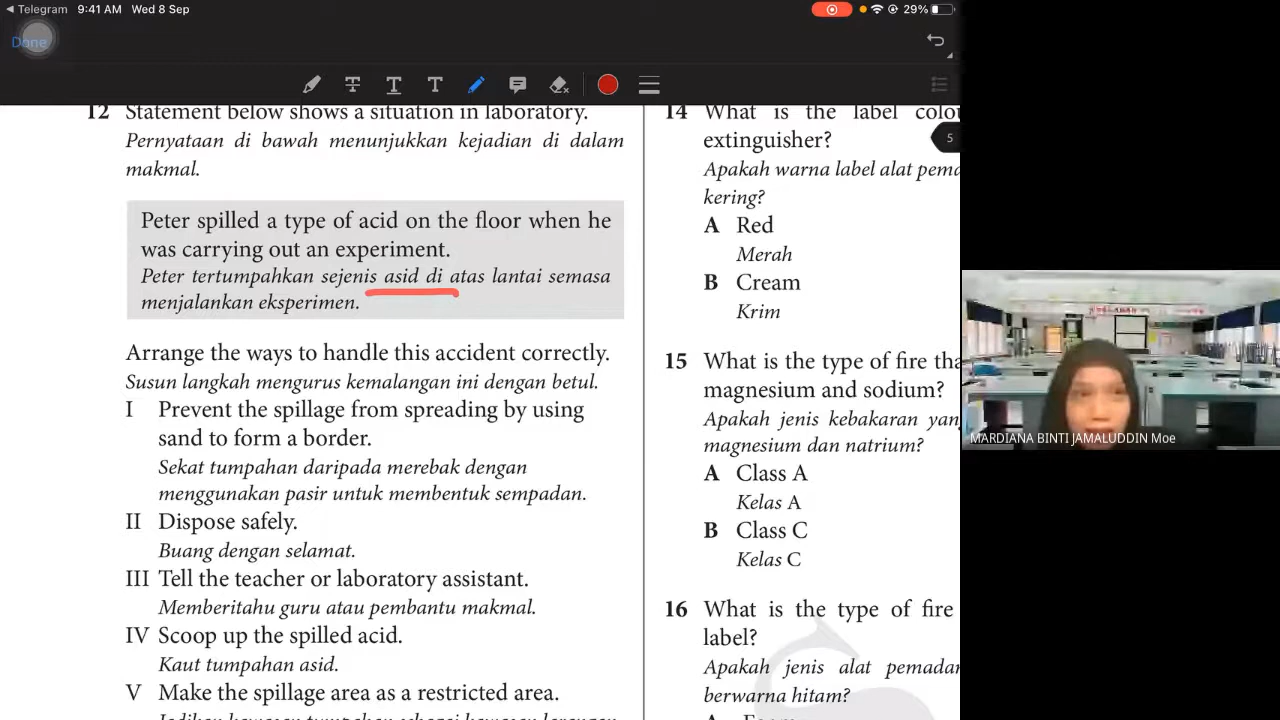 Telegram 9:41 AM Wed 8 Sep
29%
Done
12 Statement below shows a situation in laboratory.
Pernyataan di bawah menunjukkan kejadian di dalam
makmal.
Peter spilled a type of acid on the floor when he
was carrying out an experiment.
Peter tertumpahkan sejenis asid di atas lantai semasa
menjalankan eksperimen.
Arrange the ways to handle this accident correctly.
Susun langkah mengurus kemalangan ini dengan betul.
I Prevent the spillage from spreading by using
sand to form a border.
Sekat tumpahan daripada merebak dengan
menggunakan pasir untuk membentuk sempadan.
II Dispose safely.
Buang dengan selamat.
III Tell the teacher or laboratory assistant.
Memberitahu guru atau pembantu makmal.
IV Scoop up the spilled acid.
Kaut tumpahan asid.
V Make the spillage area as a restricted area.
14 What is the label colo
extinguisher?
5
Apakah warna label alat pema
kering?
A Red
Merah
B Cream
Krim
15 What is the type of fire tha
magnesium and sodium?
Apakah jenis kebakaran yang
magnesium dan natrium?
A Class A
Kelas A
B Class C
Kelas C
16 What is the type of fire
label?
Apakah jenis alat pemadam
berwarna hitam?
MARDIANA BINTI JAMALUDDIN Moe